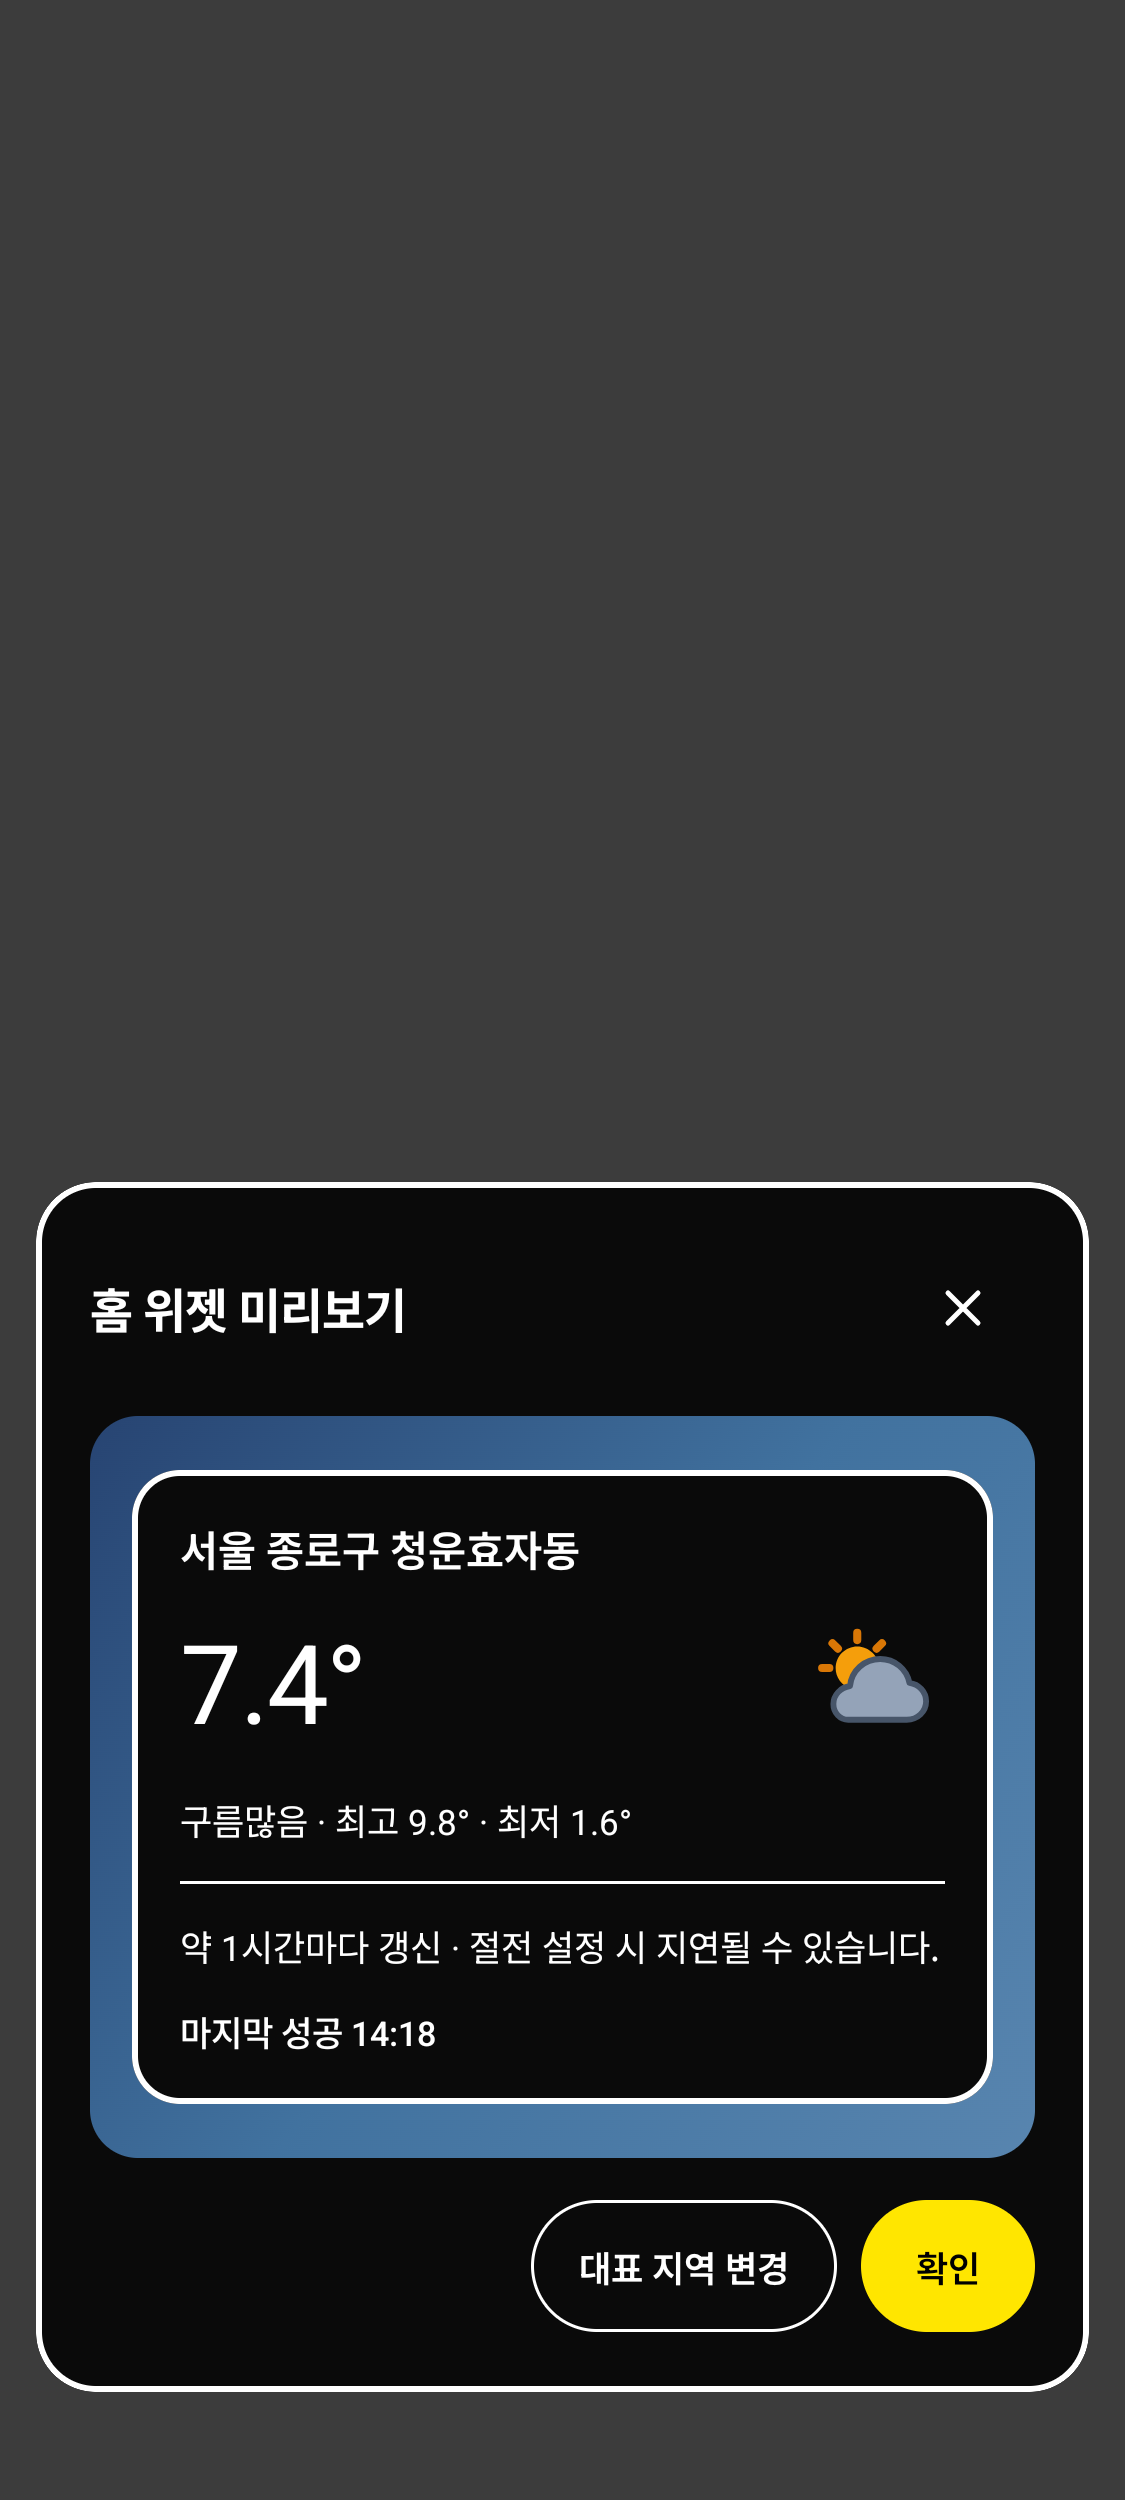 홈 위젯 미리보기
서울 종로구 청운효자동
7.4°
구름많음 · 최고 9.8° · 최저 1.6°
약 1시간마다 갱신 · 절전 설정 시 지연될 수 있습니다.
마지막 성공 14:18
대표 지역 변경
확인